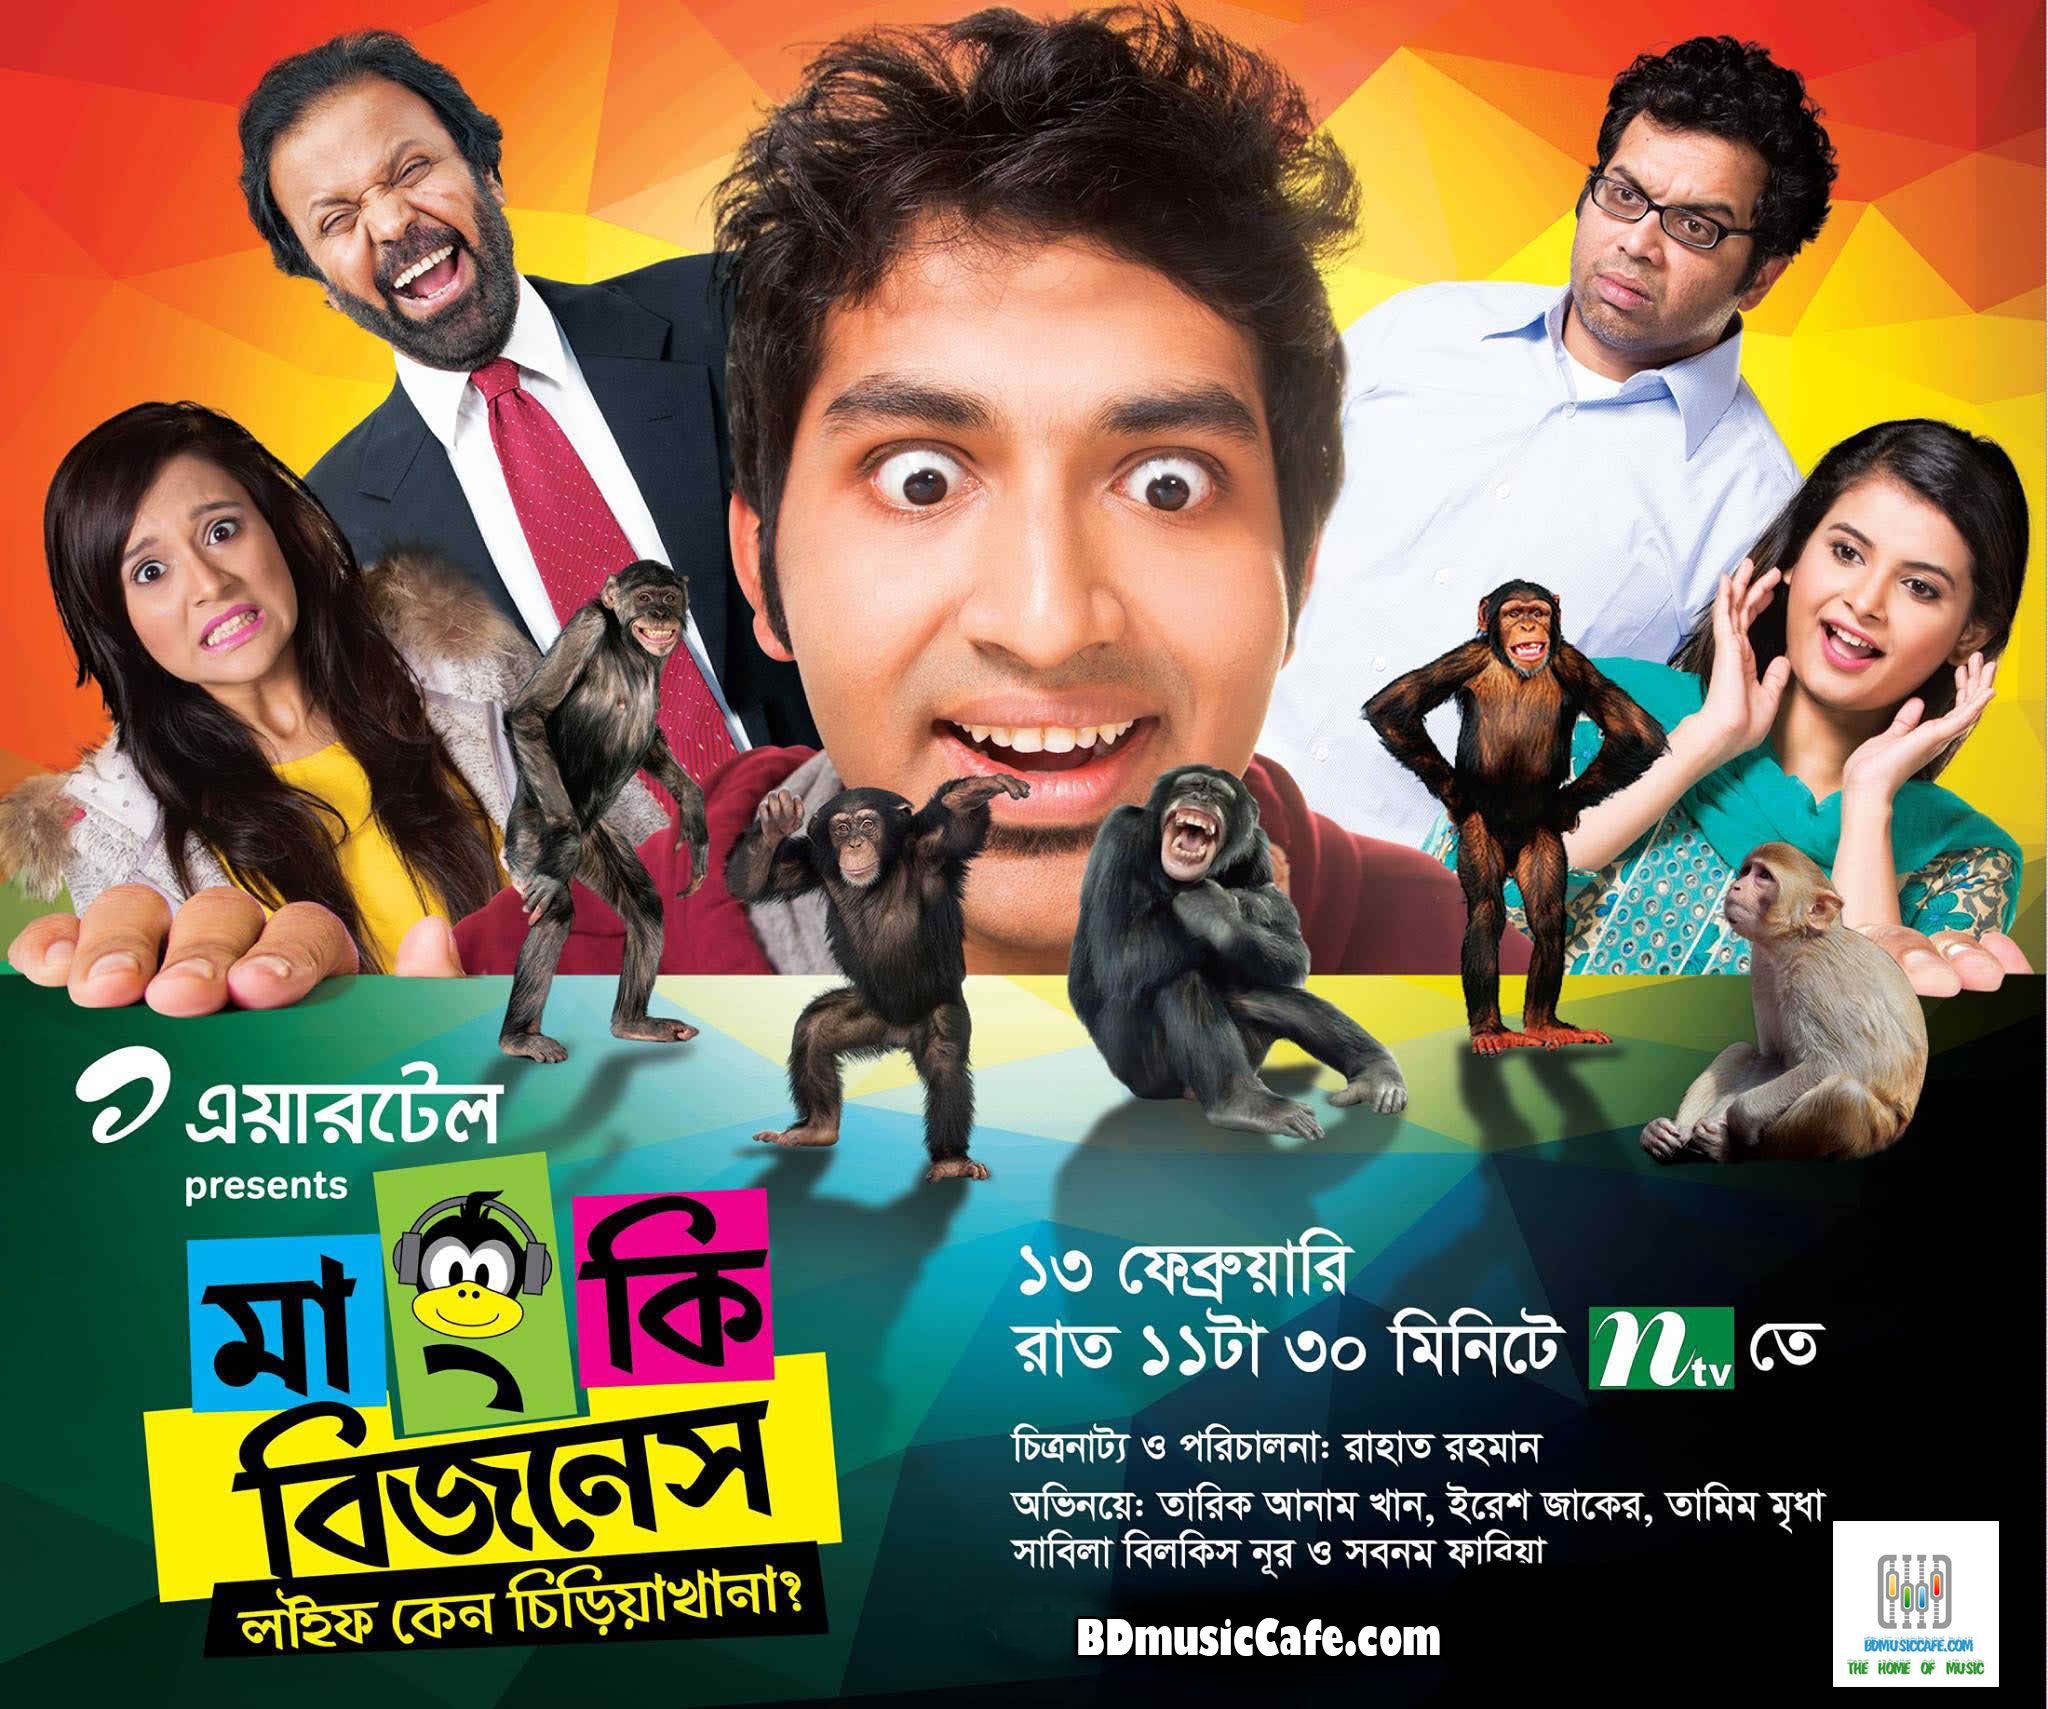 এয়ারটেল
presents
মাংকি
বিজনেস
লাইফ কেন চিড়িয়াখানা?
১৩ ফেব্রুয়ারি
রাত ১১টা ৩০ মিনিটে ntv তে
চিত্রনাট্য ও পরিচালনা: রাহাত রহমান
অভিনয়ে: তারিক আনাম খান, ইরেশ জাকের, তামিম মৃধা
সাবিলা বিলকিস নূর ও সবনম ফারিয়া
BDmusicCafe.com
BDMUSICCAFE.COM
THE HOME OF MUSIC